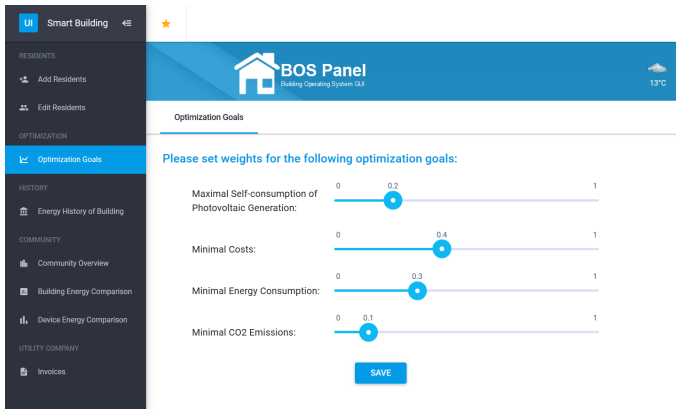 UI Smart Building
RESIDENTS
Add Residents
Edit Residents
OPTIMIZATION
Optimization Goals
HISTORY
Energy History of Building
COMMUNITY
Community Overview
Building Energy Comparison
Device Energy Comparison
UTILITY COMPANY
Invoices
BOS Panel
Building Operating System GUI
13°C
Optimization Goals
Please set weights for the following optimization goals:
Maximal Self-consumption of
Photovoltaic Generation:
0 0.2 1
Minimal Costs:
0 0.4 1
Minimal Energy Consumption:
0 0.3 1
Minimal CO2 Emissions:
0 0.1 1
SAVE